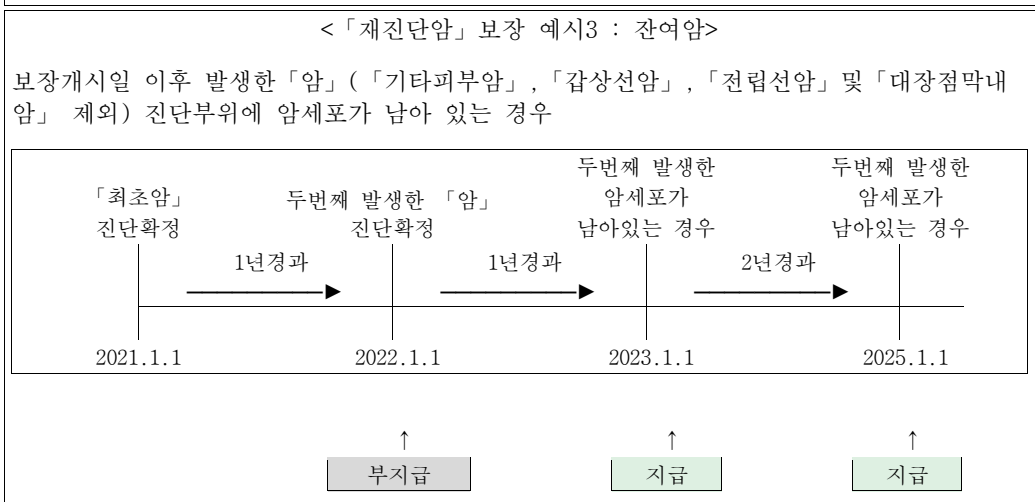 <「재진단암」보장 예시3 : 잔여암>
보장개시일 이후 발생한「암」(「기타피부암」,「갑상선암」,「전립선암」및「대장점막내
암」 제외) 진단부위에 암세포가 남아 있는 경우
「최초암」
진단확정
두번째 발생한 「암」
진단확정
두번째 발생한
암세포가
남아있는 경우
두번째 발생한
암세포가
남아있는 경우
1년경과
1년경과
2년경과
2021.1.1
2022.1.1
2023.1.1
2025.1.1
↑
↑
↑
부지급
지급
지급